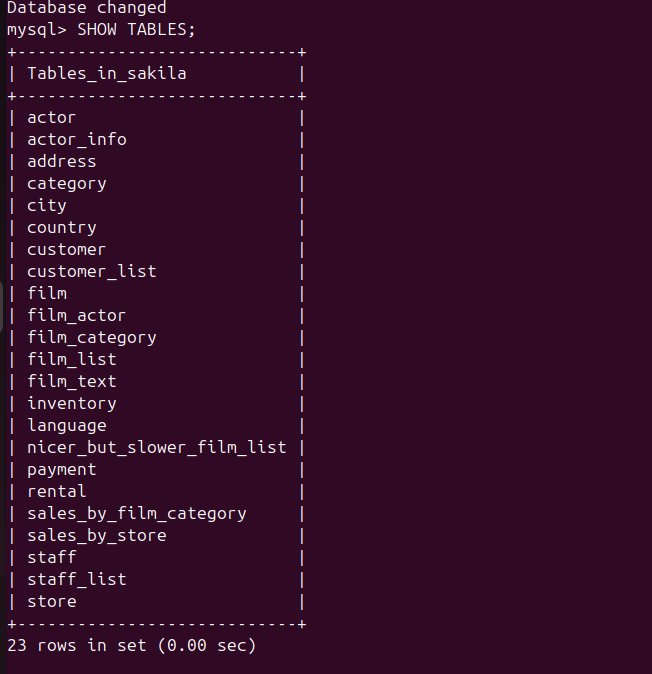 Database changed
mysql> SHOW TABLES;
+----------------------------+
| Tables_in_sakila           |
+----------------------------+
| actor                      |
| actor_info                 |
| address                    |
| category                   |
| city                       |
| country                    |
| customer                   |
| customer_list              |
| film                       |
| film_actor                 |
| film_category              |
| film_list                  |
| film_text                  |
| inventory                  |
| language                   |
| nicer_but_slower_film_list |
| payment                    |
| rental                     |
| sales_by_film_category     |
| sales_by_store             |
| staff                      |
| staff_list                 |
| store                      |
+----------------------------+
23 rows in set (0.00 sec)